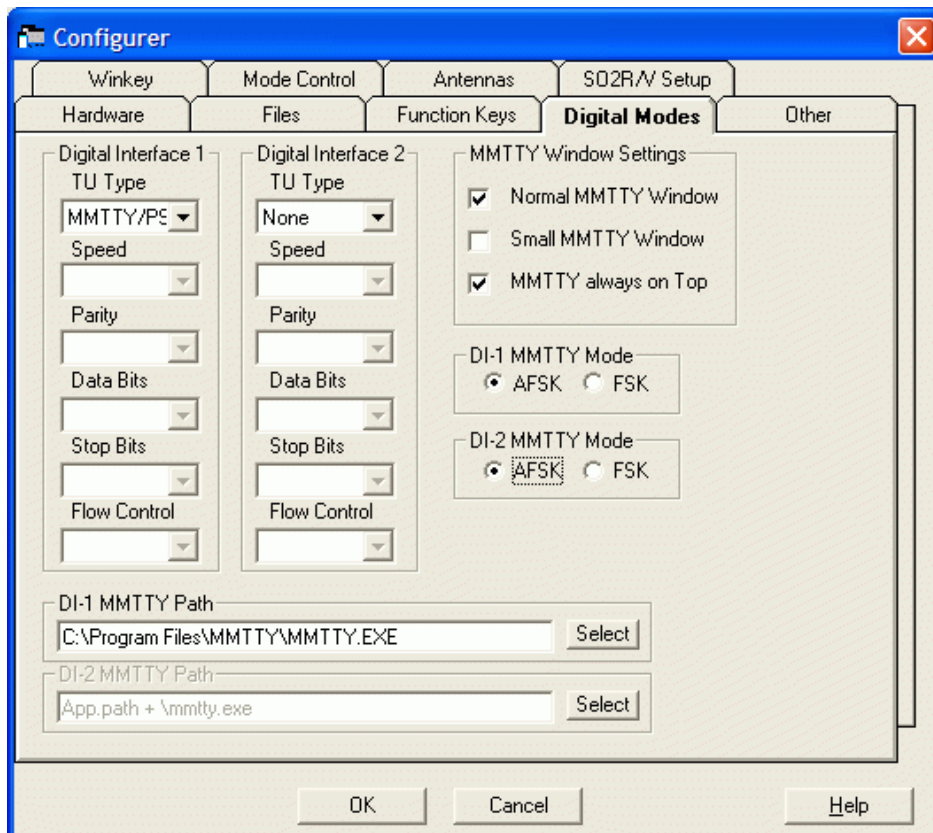 Configurer
Winkey Mode Control Antennas SO2R/V Setup
Hardware Files Function Keys Digital Modes Other
Digital Interface 1 Digital Interface 2 MMTTY Window Settings
TU Type TU Type
MMTTY/PS None Normal MMTTY Window
Speed Speed Small MMTTY Window
MMTTY always on Top
Parity Parity
DI-1 MMTTY Mode
Data Bits Data Bits AFSK FSK
Stop Bits Stop Bits DI-2 MMTTY Mode
AFSK FSK
Flow Control Flow Control
DI-1 MMTTY Path
C:\Program Files\MMTTY\MMTTY.EXE Select
DI-2 MMTTY Path
App.path + \mmtty.exe Select
OK Cancel Help